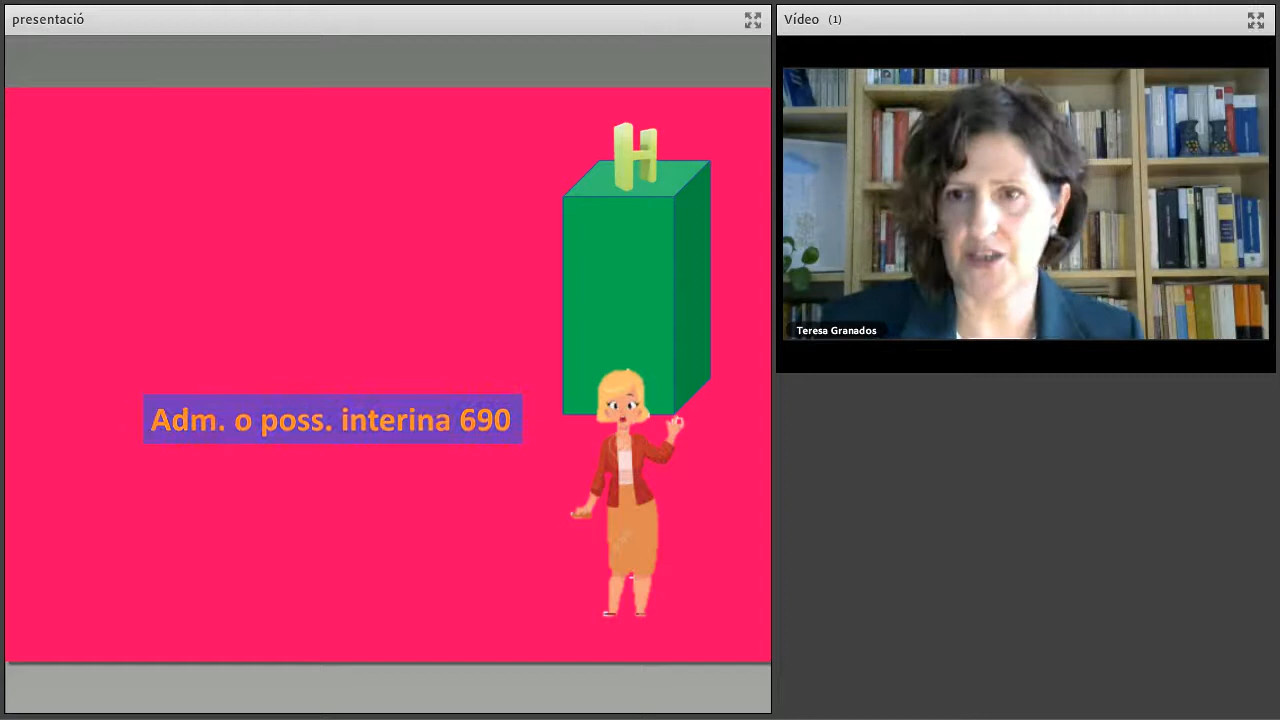 presentació
Vídeo (1)
H
Adm. o poss. interina 690
Teresa Granados